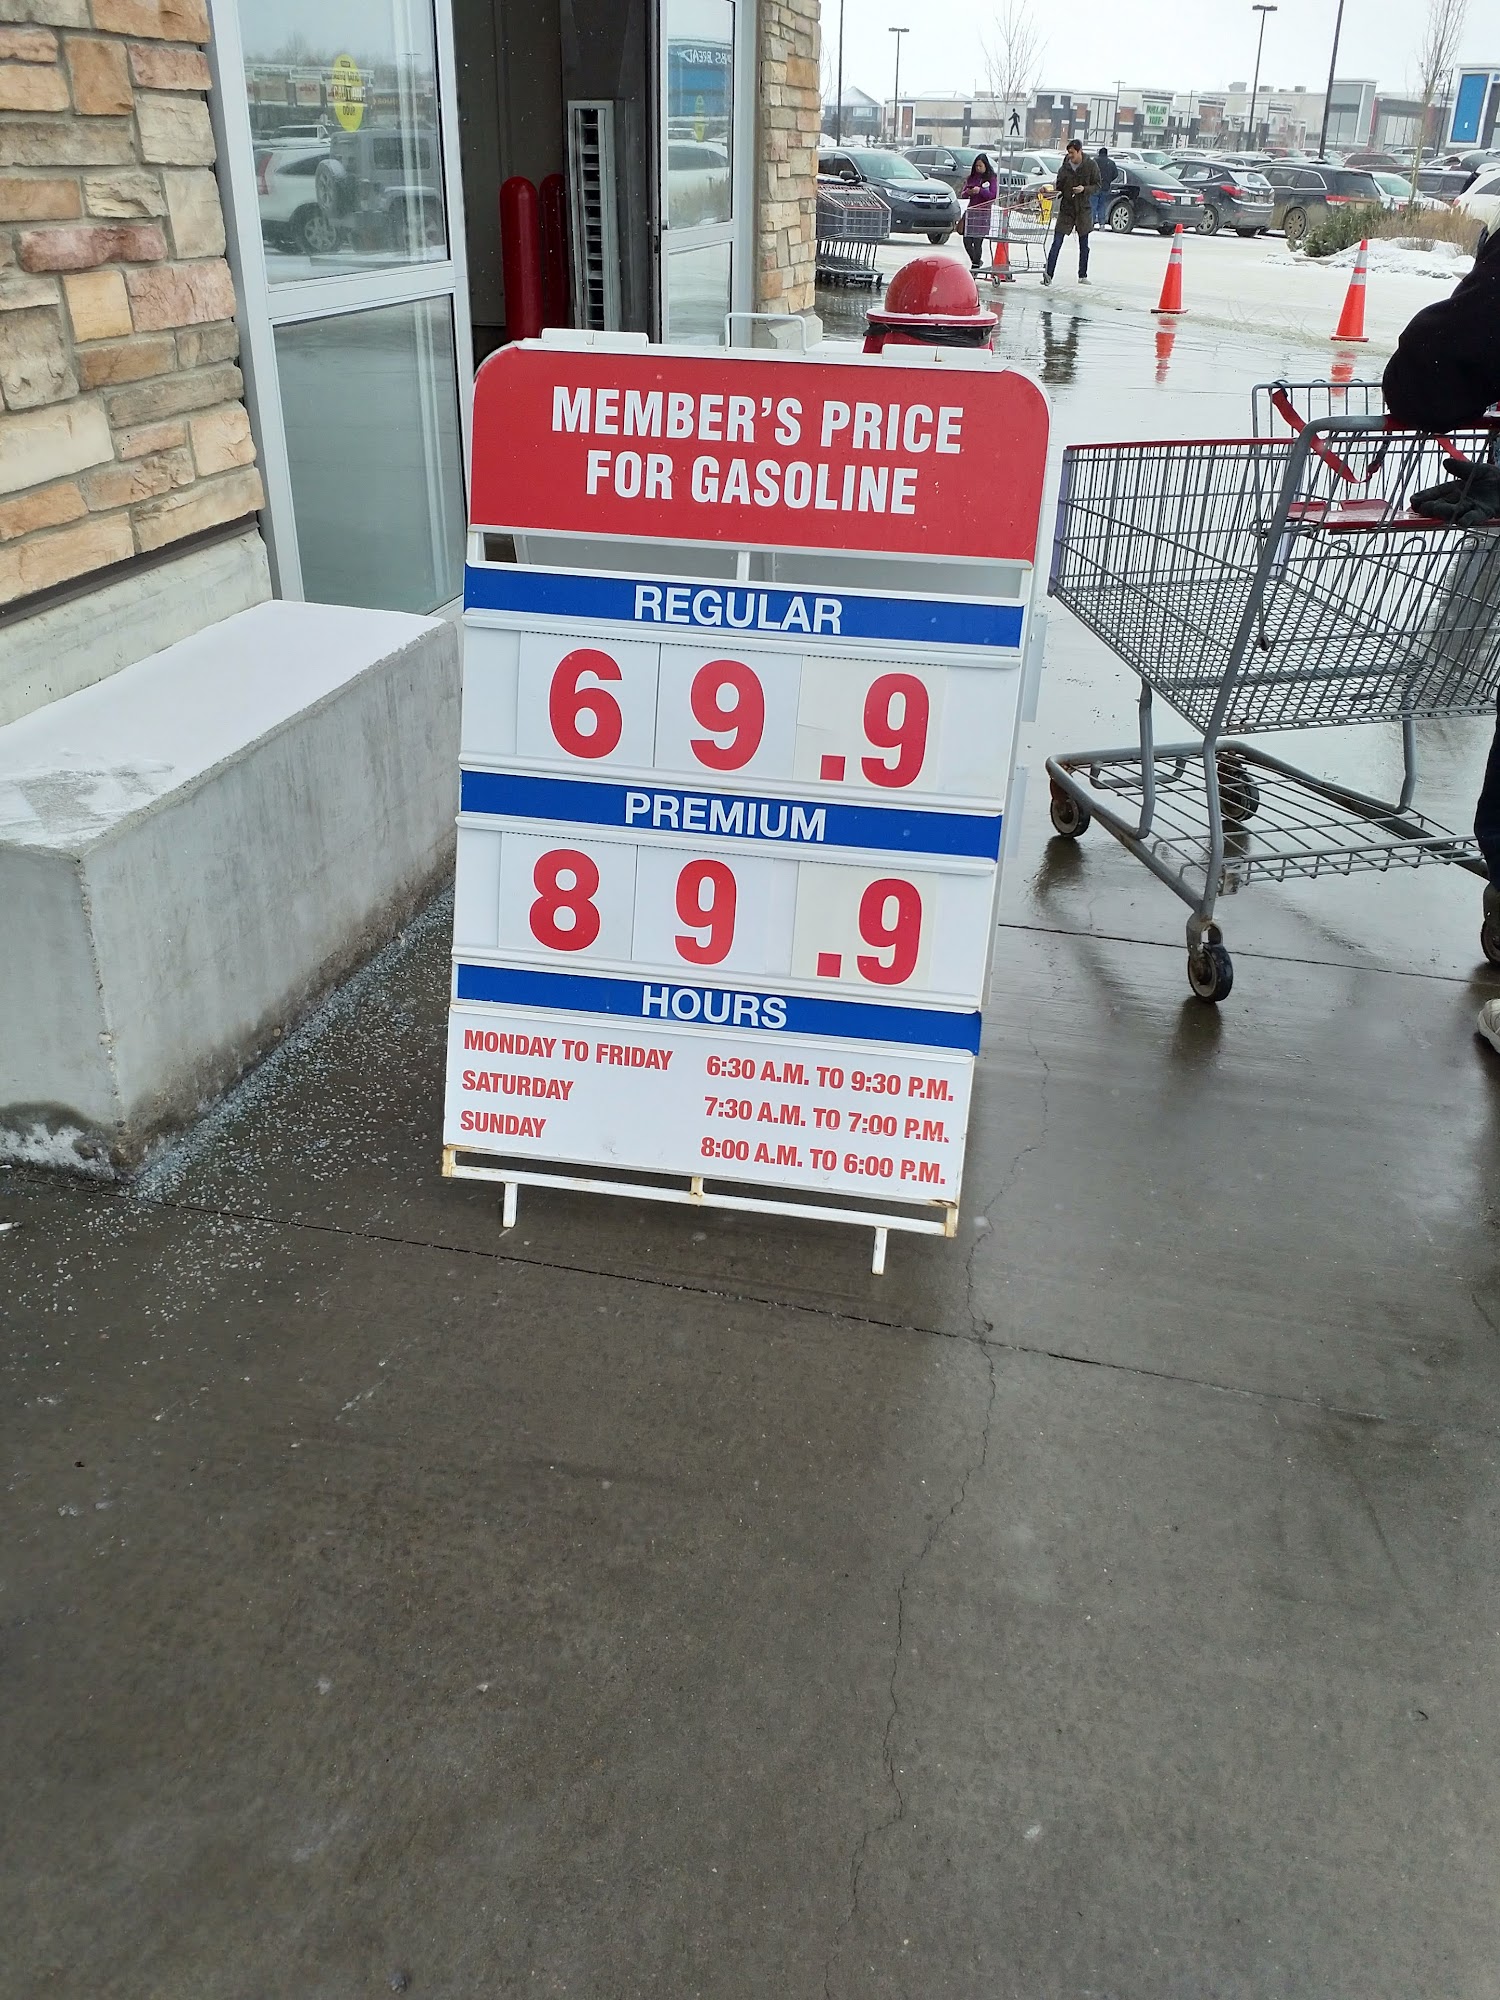 MEMBER'S PRICE
FOR GASOLINE
REGULAR
69.9
PREMIUM
89.9
HOURS
MONDAY TO FRIDAY 6:30 A.M. TO 9:30 P.M.
SATURDAY 7:30 A.M. TO 7:00 P.M.
SUNDAY 8:00 A.M. TO 6:00 P.M.